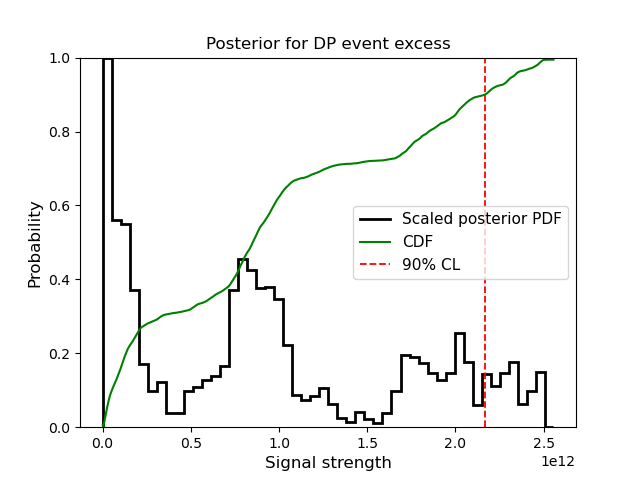 Posterior for DP event excess
Probability
1.0
0.8
0.6
0.4
0.2
0.0
Scaled posterior PDF
CDF
90% CL
0.0 0.5 1.0 1.5 2.0 2.5
1e12
Signal strength